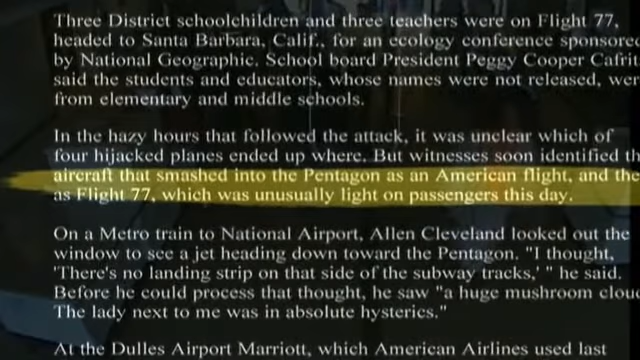 Three District schoolchildren and three teachers were on Flight 77,
headed to Santa Barbara, Calif., for an ecology conference sponsored
by National Geographic. School board President Peggy Cooper Cafrit
said the students and educators, whose names were not released, wer
from elementary and middle schools.
In the hazy hours that followed the attack, it was unclear which of
four hijacked planes ended up where. But witnesses soon identified th
aircraft that smashed into the Pentagon as an American flight, and the
as Flight 77, which was unusually light on passengers this day.
On a Metro train to National Airport, Allen Cleveland looked out the
window to see a jet heading down toward the Pentagon. "I thought,
'There's no landing strip on that side of the subway tracks,' " he said.
Before he could process that thought, he saw "a huge mushroom clou
The lady next to me was in absolute hysterics."
At the Dulles Airport Marriott, which American Airlines used last